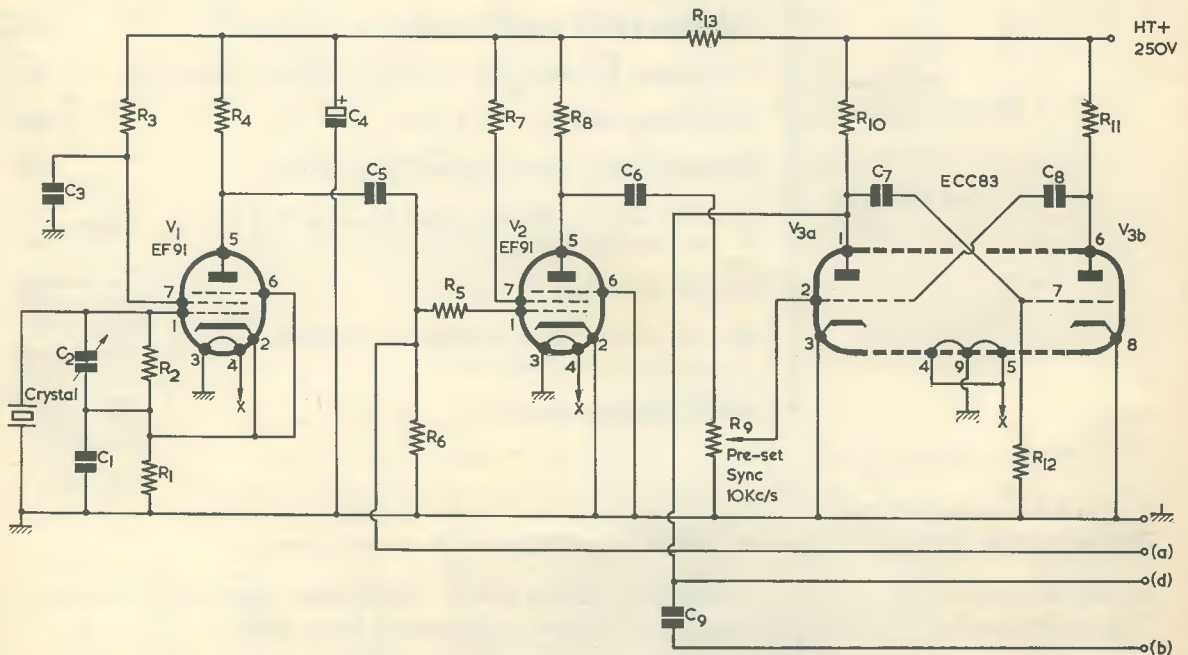 R13
HT+
250V
R3
R4
C4
+
R7
R8
R10
R11
C3
C5
C6
C7
ECC83
C8
V1
EF91
5
7
1
6
2
3
4
X
V2
EF91
5
7
1
6
2
3
4
X
V3a
1
2
3
V3b
6
7
8
4
9
5
X
C2
R2
Crystal
C1
R1
R5
R6
R9
Pre-set
Sync
10Kc/s
R12
(a)
(d)
C9
(b)